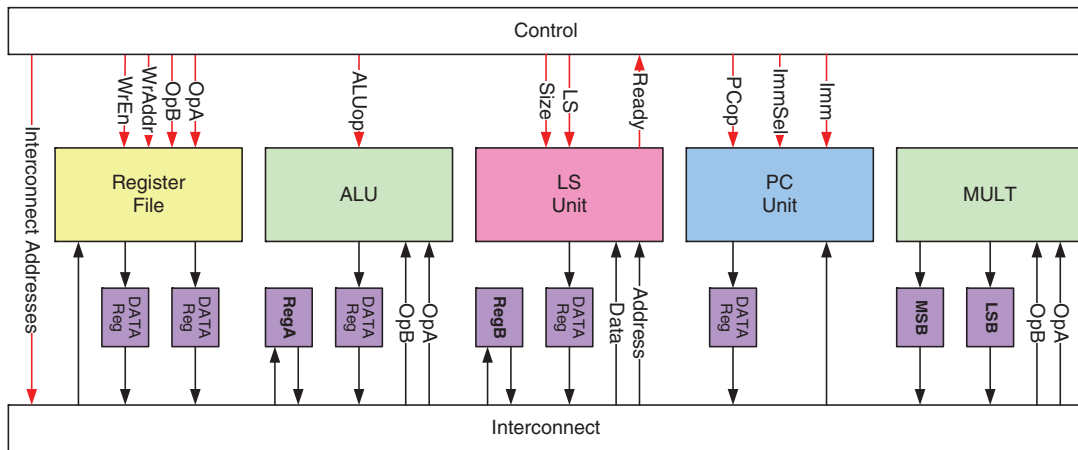 Control
Interconnect Addresses
WrEn
WrAddr
OpB
OpA
ALUop
Size
LS
Ready
PCop
ImmSel
Imm
Register
File
ALU
LS
Unit
PC
Unit
MULT
DATA
Reg
DATA
Reg
RegA
DATA
Reg
OpB
OpA
RegB
DATA
Reg
Data
Address
DATA
Reg
MSB
LSB
OpB
OpA
Interconnect